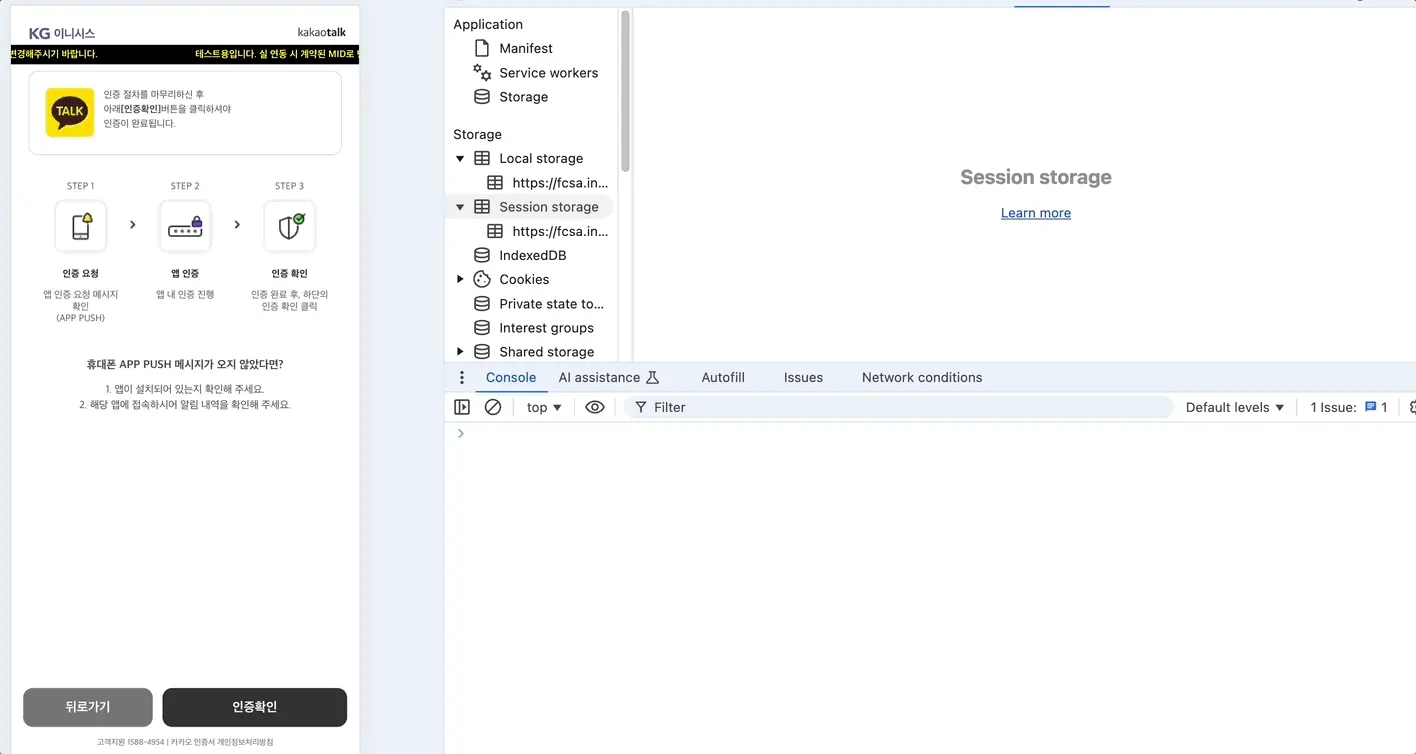 KG 이니시스
kakaotalk
변경해주시기 바랍니다.
테스트용입니다. 실 연동 시 계약된 MID로
TALK
인증 절차를 마무리하신 후
아래[인증확인]버튼을 클릭하셔야
인증이 완료됩니다.
STEP 1
STEP 2
STEP 3
인증 요청
앱 인증
인증 확인
앱 인증 요청 메시지
확인
(APP PUSH)
앱 내 인증 진행
인증 완료 후, 하단의
인증 확인 클릭
휴대폰 APP PUSH 메시지가 오지 않았다면?
1. 앱이 설치되어 있는지 확인해 주세요.
2. 해당 앱에 접속하시어 알림 내역을 확인해 주세요.
뒤로가기
인증확인
고객지원 1588-4954 | 카카오 인증서 개인정보처리방침
Application
Manifest
Service workers
Storage
Storage
Local storage
https://fcsa.in...
Session storage
https://fcsa.in...
IndexedDB
Cookies
Private state to...
Interest groups
Shared storage
Session storage
Learn more
Console
AI assistance
Autofill
Issues
Network conditions
top
Filter
Default levels
1 Issue:
1